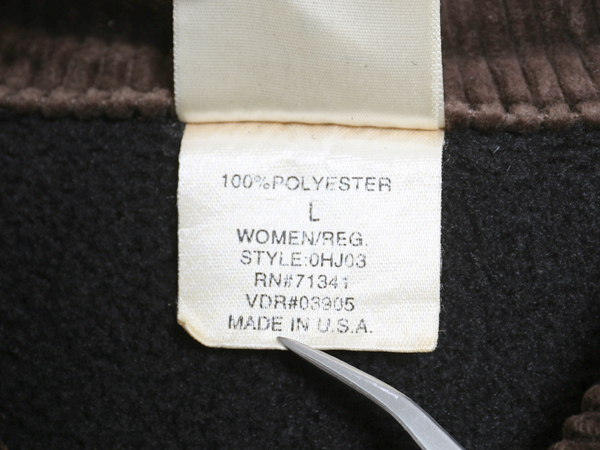 100%POLYESTER
L
WOMEN/REG.
STYLE:0HJ03
RN#71341
VDR#03905
MADE IN U.S.A.